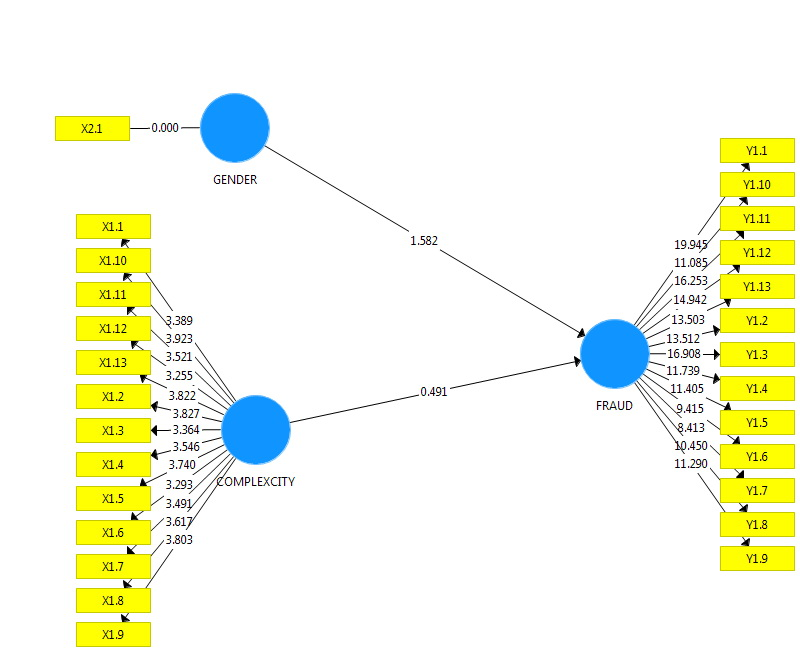 X2.1
0.000
GENDER
1.582
X1.1
X1.10
X1.11
X1.12
X1.13
X1.2
X1.3
X1.4
X1.5
X1.6
X1.7
X1.8
X1.9
3.389
3.923
3.521
3.255
3.822
3.827
3.364
3.546
3.740
3.293
3.491
3.617
3.803
COMPLEXCITY
0.491
FRAUD
19.945
11.085
16.253
14.942
13.503
13.512
16.908
11.739
11.405
9.415
8.413
10.450
11.290
Y1.1
Y1.10
Y1.11
Y1.12
Y1.13
Y1.2
Y1.3
Y1.4
Y1.5
Y1.6
Y1.7
Y1.8
Y1.9